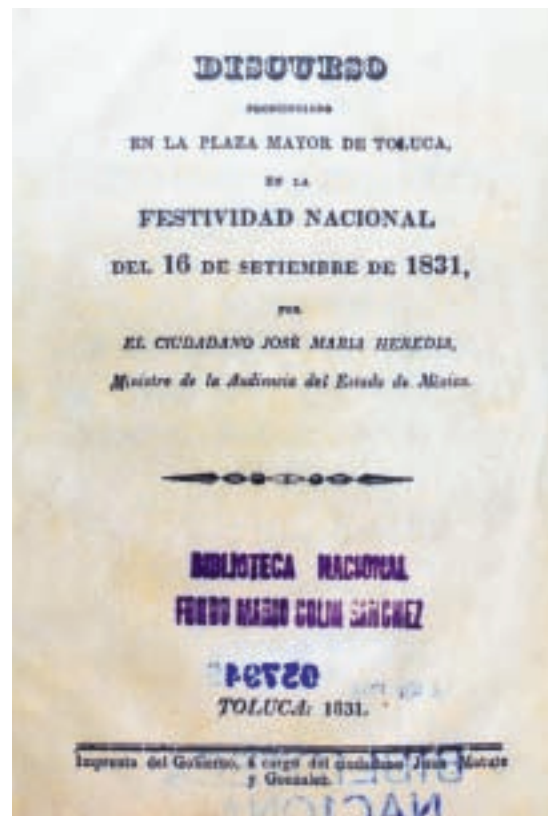 DISCURSO
PRONUNCIADO
EN LA PLAZA MAYOR DE TOLUCA,
EN LA
FESTIVIDAD NACIONAL
DEL 16 DE SETIEMBRE DE 1831,
POR
EL CIUDADANO JOSÉ MARIA HEREDIA,
Ministro de la Audiencia del Estado de México.
BIBLIOTECA NACIONAL
FONDO MARIO COLIN SANCHEZ
TOLUCA: 1831.
Imprenta del Gobierno, á cargo del ciudadano Juan
y Gonzalez.